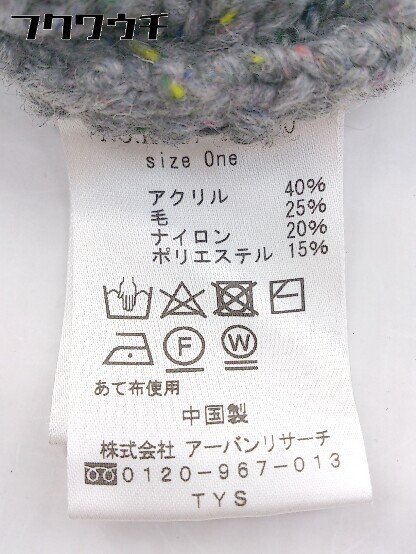 フクワウチ
size One
アクリル 40%
毛 25%
ナイロン 20%
ポリエステル 15%
F W
あて布使用
中国製
株式会社 アーバンリサーチ
0120-967-013
TYS